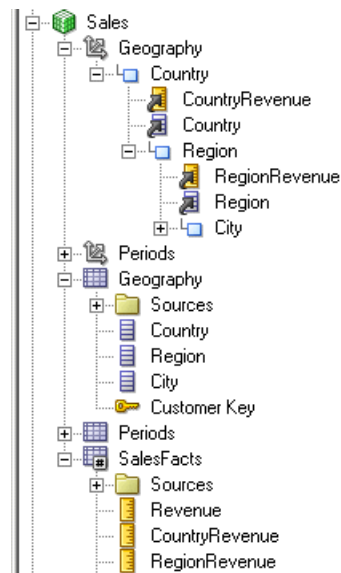 Sales
Geography
Country
CountryRevenue
Country
Region
RegionRevenue
Region
City
Periods
Geography
Sources
Country
Region
City
Customer Key
Periods
SalesFacts
Sources
Revenue
CountryRevenue
RegionRevenue